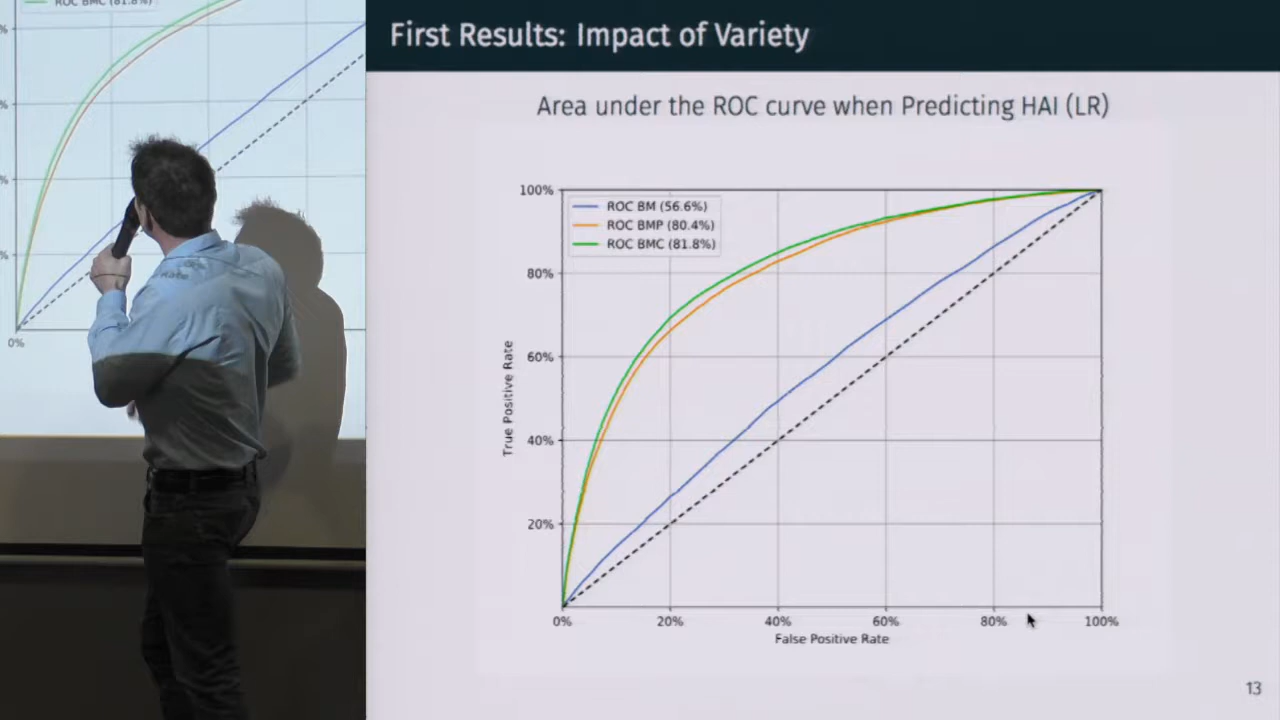 ROC BMC (81.8%)
%
%
%
%
0%
First Results: Impact of Variety
Area under the ROC curve when Predicting HAI (LR)
100%
80%
60%
40%
20%
True Positive Rate
ROC BM (56.6%)
ROC BMP (80.4%)
ROC BMC (81.8%)
0%
20%
40%
60%
80%
100%
False Positive Rate
13